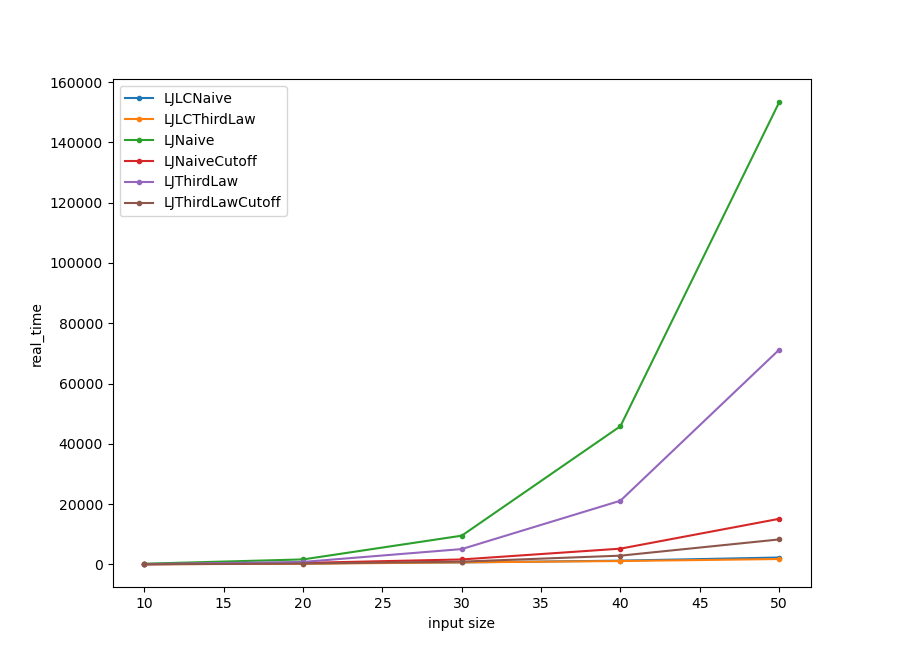 160000
140000
120000
100000
80000
60000
40000
20000
0
real_time
LJLCNaive
LJLCThirdLaw
LJNaive
LJNaiveCutoff
LJThirdLaw
LJThirdLawCutoff
10 15 20 25 30 35 40 45 50
input size